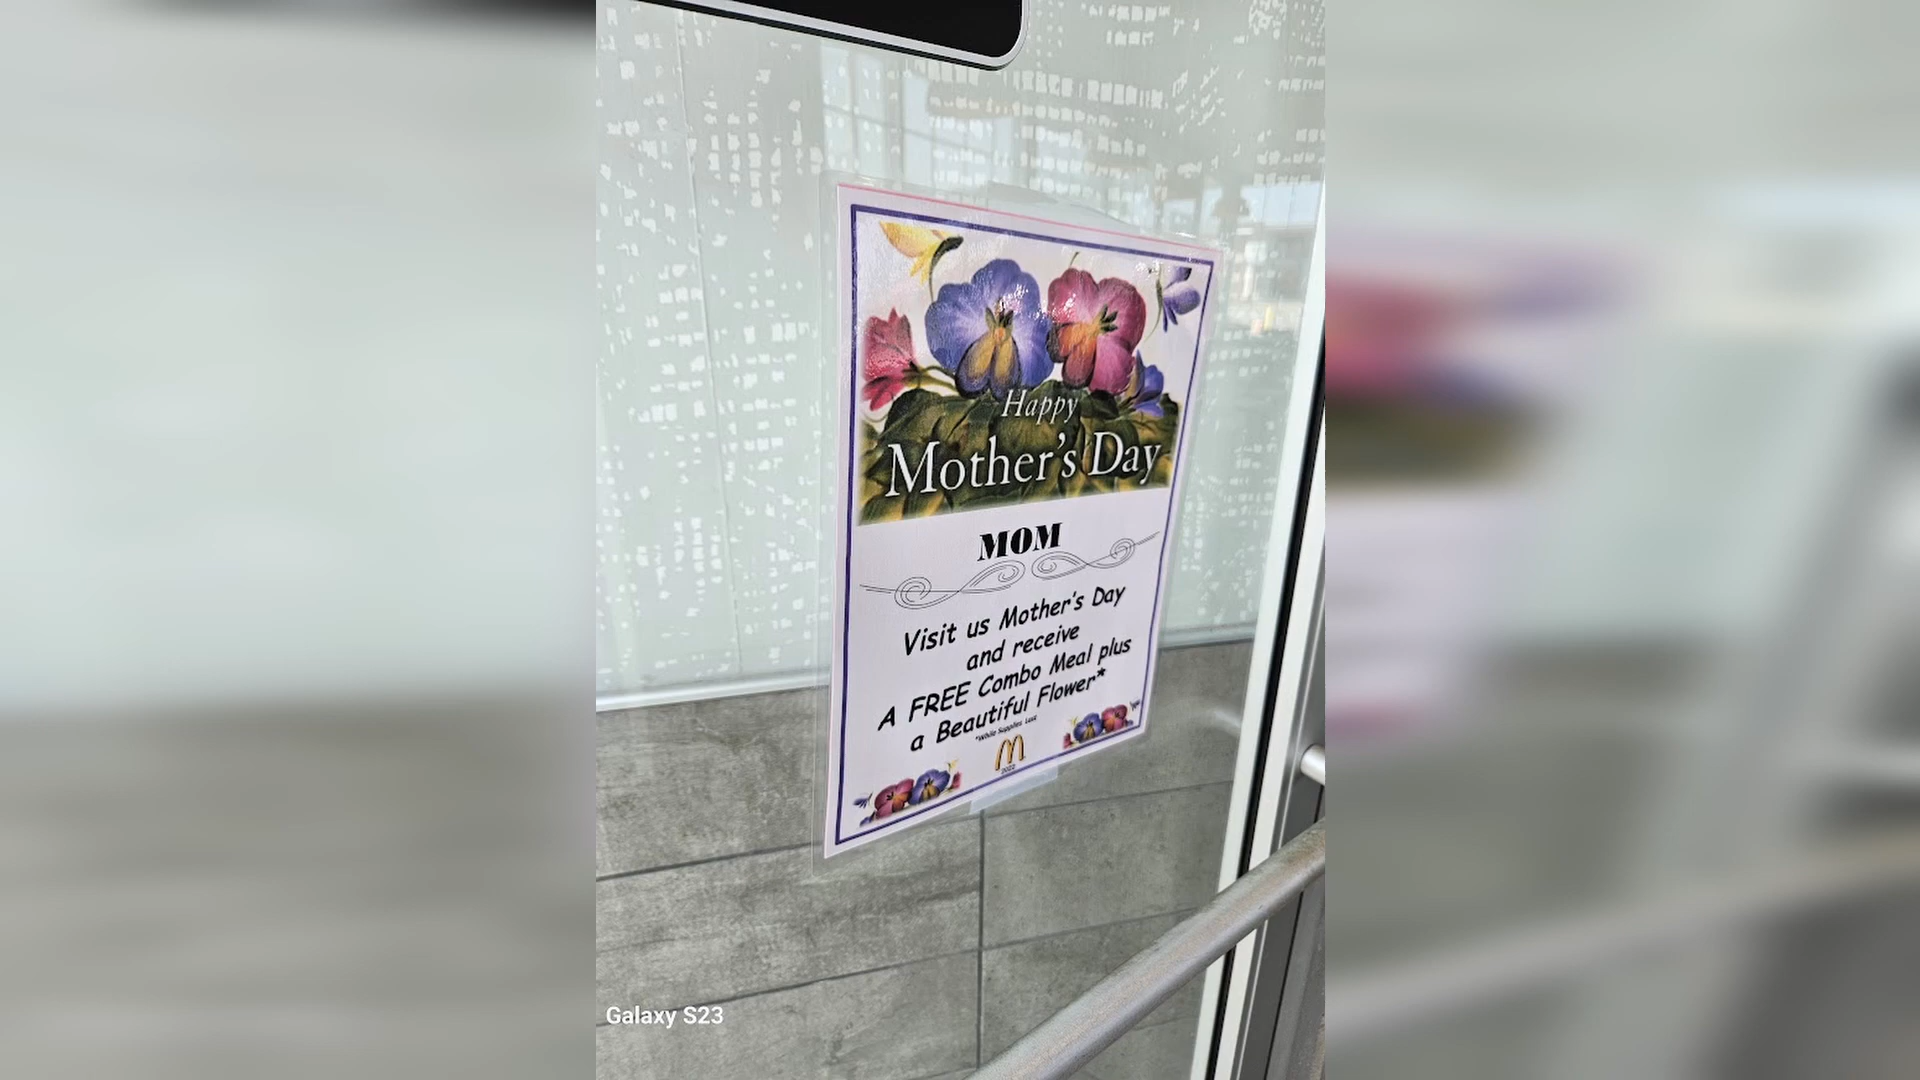 Happy
Mother's Day
MOM
Visit us Mother's Day
and receive
A FREE Combo Meal plus
a Beautiful Flower*
*While Supplies Last
2022
Galaxy S23